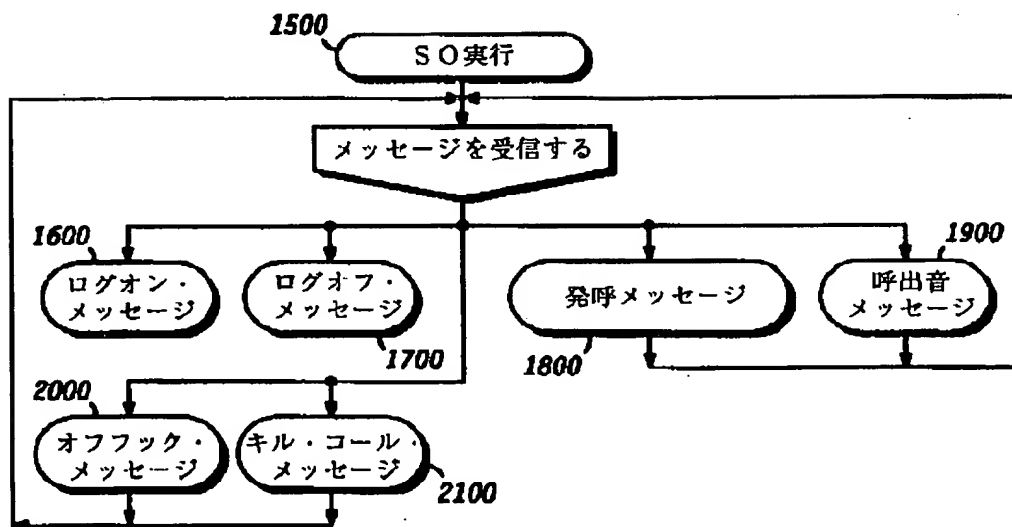 1500
SO実行
メッセージを受信する
1600
ログオン・
メッセージ
ログオフ・
メッセージ
1700
発呼メッセージ
1800
1900
呼出音
メッセージ
2000
オフフック・
メッセージ
キル・コール・
メッセージ
2100